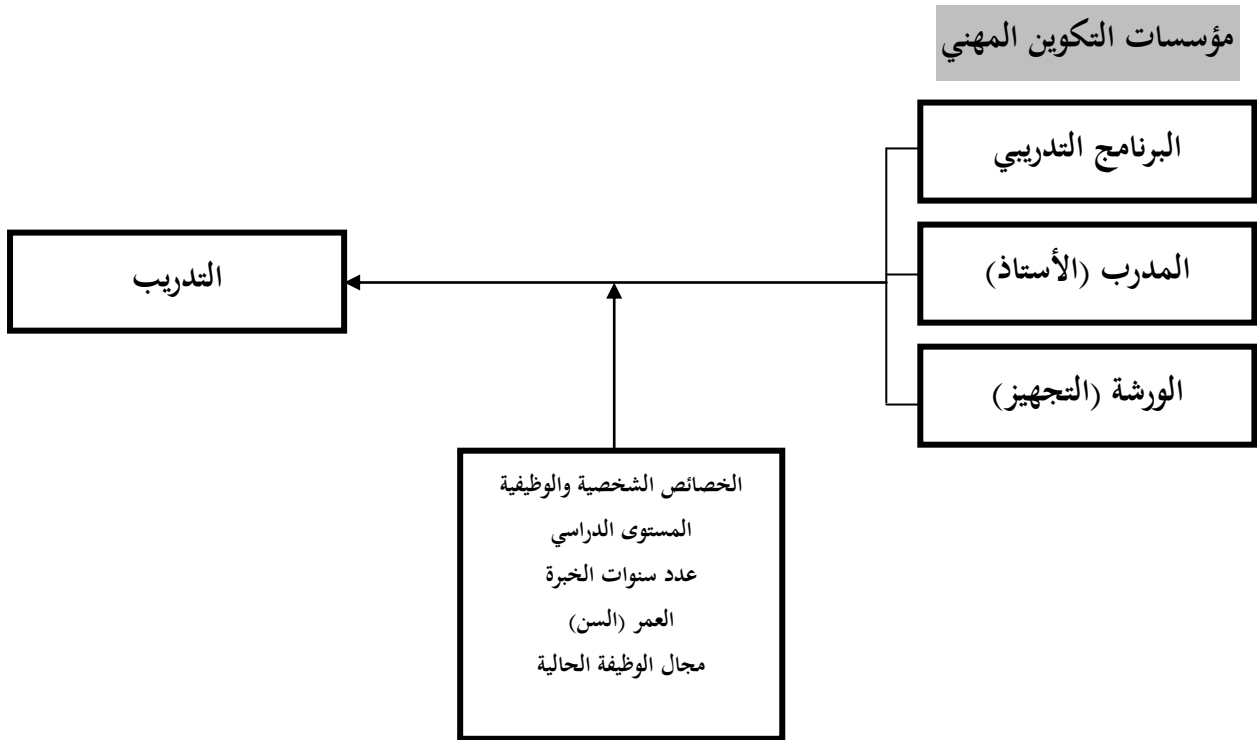 مؤسسات التكوين المهني
البرنامج التدريبي
المدرب (الأستاذ)
التدريب
الورشة (التجهيز)
الخصائص الشخصية والوظيفية
المستوى الدراسي
عدد سنوات الخبرة
العمر (السن)
مجال الوظيفة الحالية